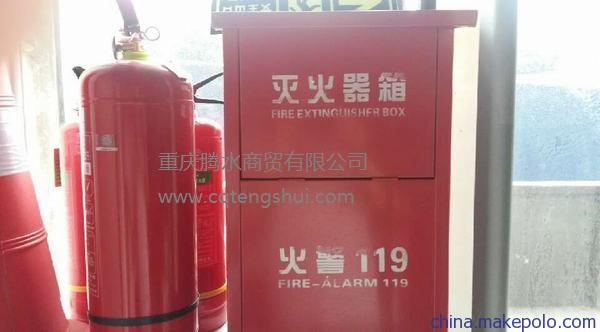 灭火器箱
FIRE EXTINGUISHER BOX
重庆腾水商贸有限公司
www.cqtengshui.com
火警 119
FIRE-ALARM 119
china.makepolo.com